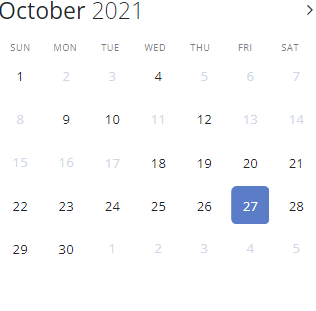 October 2021
SUN MON TUE WED THU FRI SAT
1 2 3 4 5 6 7
8 9 10 11 12 13 14
15 16 17 18 19 20 21
22 23 24 25 26 27 28
29 30 1 2 3 4 5